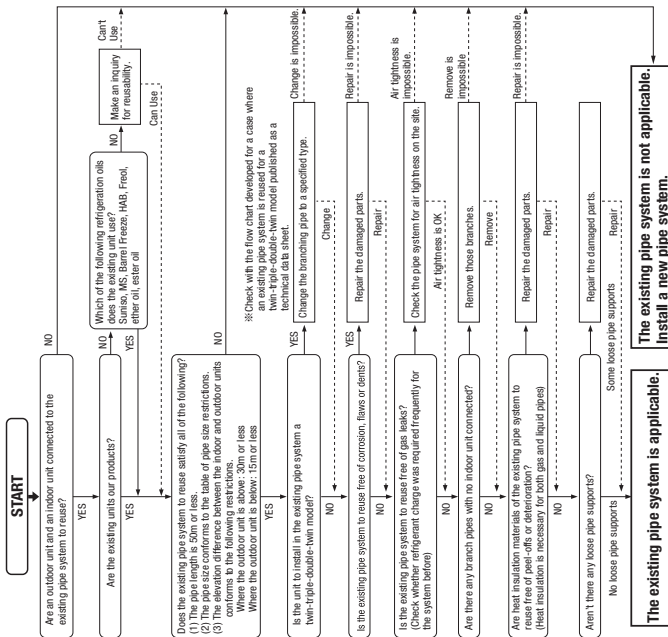 START
Are an outdoor unit and an indoor unit connected to the
existing pipe system to reuse?
NO
YES
Are the existing units our products?
NO
YES
Which of the following refrigeration oils
does the existing unit use?
Suniso, MS, Barrel Freeze, HAB, Freol,
ether oil, ester oil
NO
YES
Make an inquiry
for reusability.
Can't
Use
Can Use
Does the existing pipe system to reuse satisfy all of the following?
(1) The pipe length is 50m or less.
(2) The pipe size conforms to the table of pipe size restrictions.
(3) The elevation difference between the indoor and outdoor units
conforms to the following restrictions.
Where the outdoor unit is above: 30m or less
Where the outdoor unit is below: 15m or less
NO
YES
※Check with the flow chart developed for a case where
an existing pipe system is reused for a
twin-triple-double-twin model published as a
technical data sheet.
Is the unit to install in the existing pipe system a
twin-triple-double-twin model?
YES
Change the branching pipe to a specified type.
Change is impossible.
Change
NO
Is the existing pipe system to reuse free of corrosion, flaws or dents?
YES
Repair the damaged parts.
Repair is impossible.
Repair
NO
Is the existing pipe system to reuse free of gas leaks?
(Check whether refrigerant charge was required frequently for
the system before)
Check the pipe system for air tightness on the site.
Air tightness is
impossible.
Air tightness is OK
NO
Are there any branch pipes with no indoor unit connected?
Remove those branches.
Remove is
impossible
Remove
NO
Are heat insulation materials of the existing pipe system to
reuse free of peel-offs or deterioration?
(Heat insulation is necessary for both gas and liquid pipes)
Repair the damaged parts.
Repair is impossible.
Repair
NO
Aren't there any loose pipe supports?
Repair the damaged parts.
Repair
No loose pipe supports
Some loose pipe supports
The existing pipe system is applicable.
The existing pipe system is not applicable.
Install a new pipe system.